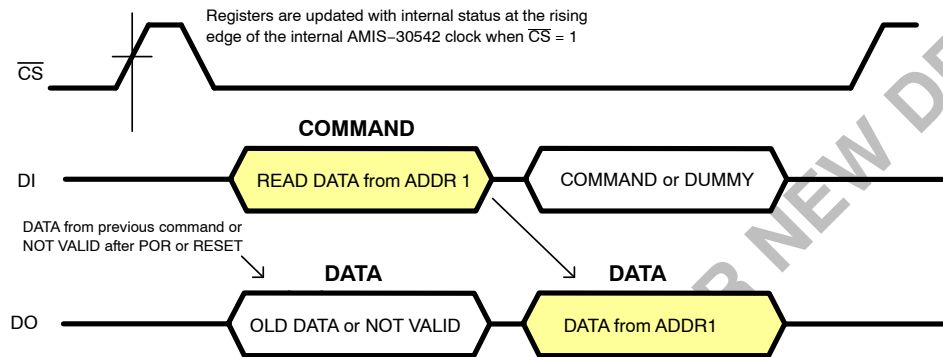 Registers are updated with internal status at the rising
edge of the internal AMIS−30542 clock when CS = 1
CS
COMMAND
DI
READ DATA from ADDR 1
COMMAND or DUMMY
DATA from previous command or
NOT VALID after POR or RESET
DATA
DATA
DO
OLD DATA or NOT VALID
DATA from ADDR1
NEW